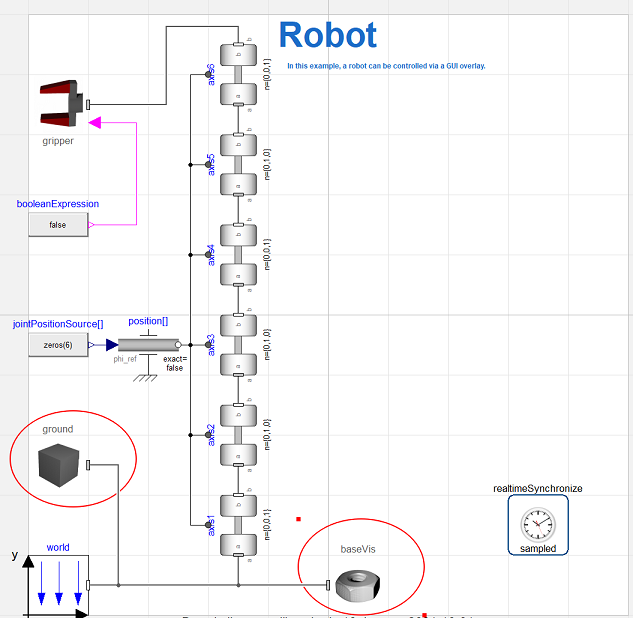 Robot
In this example, a robot can be controlled via a GUI overlay.
b
axis6
n={0,0,1}
a
gripper
b
axis5
n={0,1,0}
a
booleanExpression
false
b
axis4
n={0,0,1}
a
jointPositionSource[]
zeros(6)
position[]
phi_ref
exact=
false
b
axis3
n={0,1,0}
a
b
axis2
n={0,1,0}
a
ground
b
axis1
n={0,0,1}
a
realtimeSynchronize
sampled
world
y
baseVis